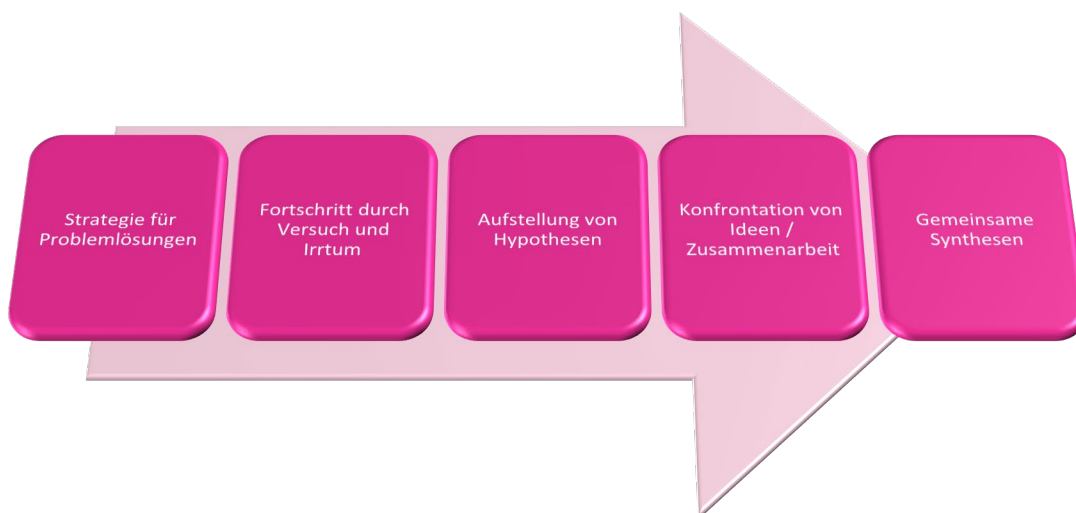 Strategie für
Problemlösungen
Fortschritt durch
Versuch und
Irrtum
Aufstellung von
Hypothesen
Konfrontation von
Ideen /
Zusammenarbeit
Gemeinsame
Synthesen